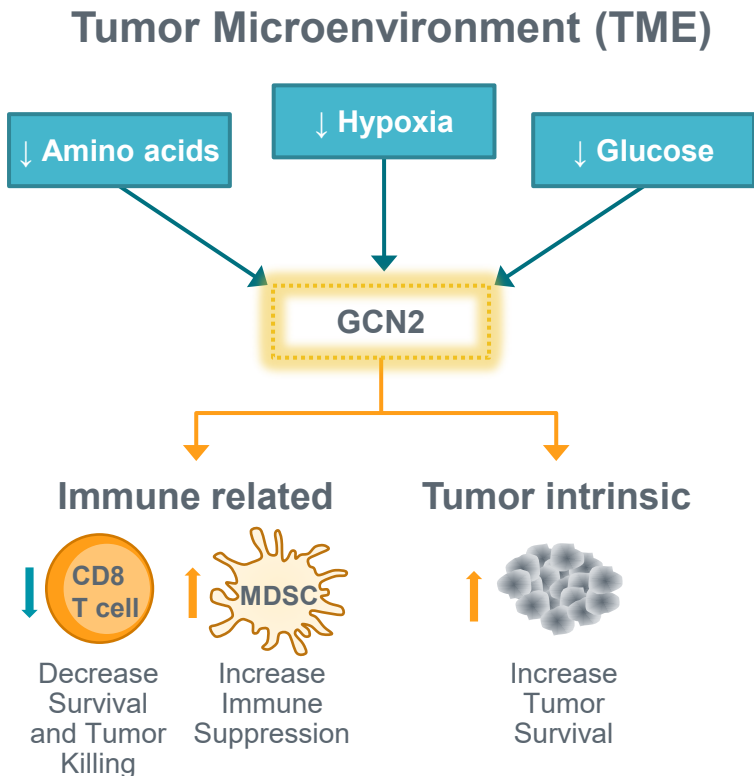 Tumor Microenvironment (TME)
↓ Amino acids
↓ Hypoxia
↓ Glucose
GCN2
Immune related
Tumor intrinsic
CD8
T cell
MDSC
Decrease
Survival
and Tumor
Killing
Increase
Immune
Suppression
Increase
Tumor
Survival